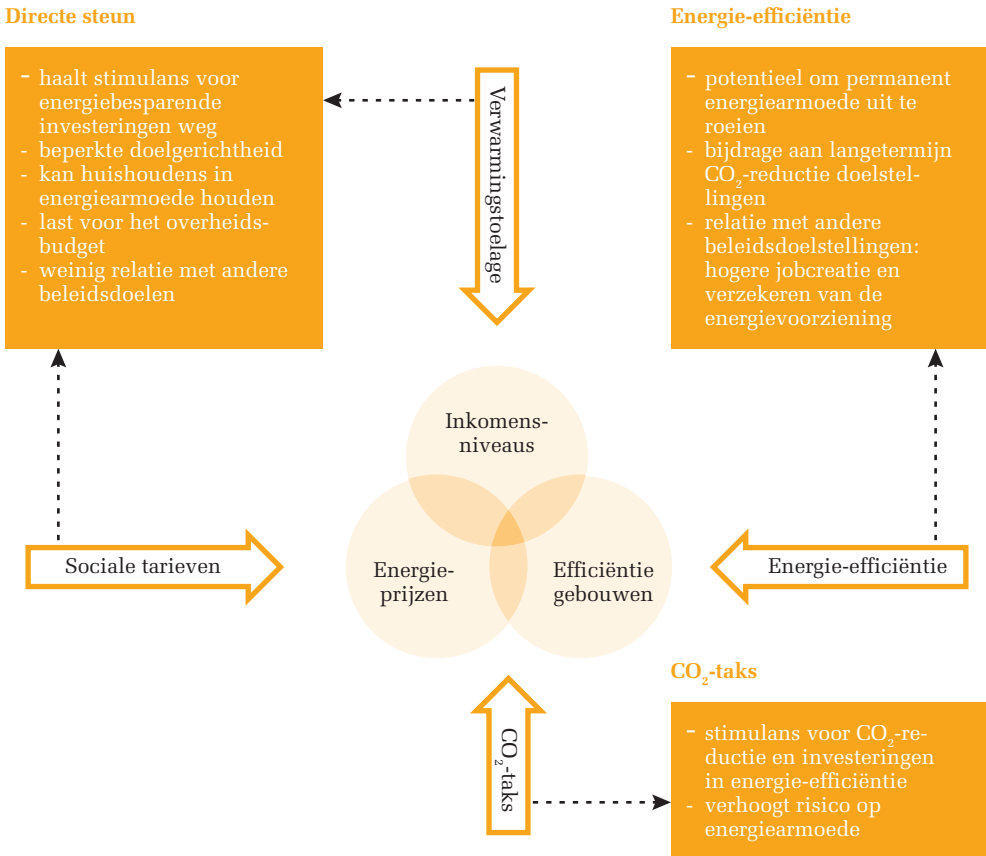 Directe steun
- haalt stimulans voor
energiebesparende
investeringen weg
- beperkte doelgerichtheid
- kan huishoudens in
energiearmoede houden
- last voor het overheids-
budget
- weinig relatie met andere
beleidsdoelen
Verwarmingstoelage
Energie-efficiëntie
- potentieel om permanent
energiearmoede uit te
roeien
- bijdrage aan langetermijn
CO₂-reductie doelstel-
lingen
- relatie met andere
beleidsdoelstellingen:
hogere jobcreatie en
verzekeren van de
energievoorziening
Inkomens-
niveaus
Sociale tarieven
Energie-
prijzen
Efficiëntie
gebouwen
Energie-efficiëntie
CO₂-taks
CO₂-taks
- stimulans voor CO₂-re-
ductie en investeringen
in energie-efficiëntie
- verhoogt risico op
energiearmoede